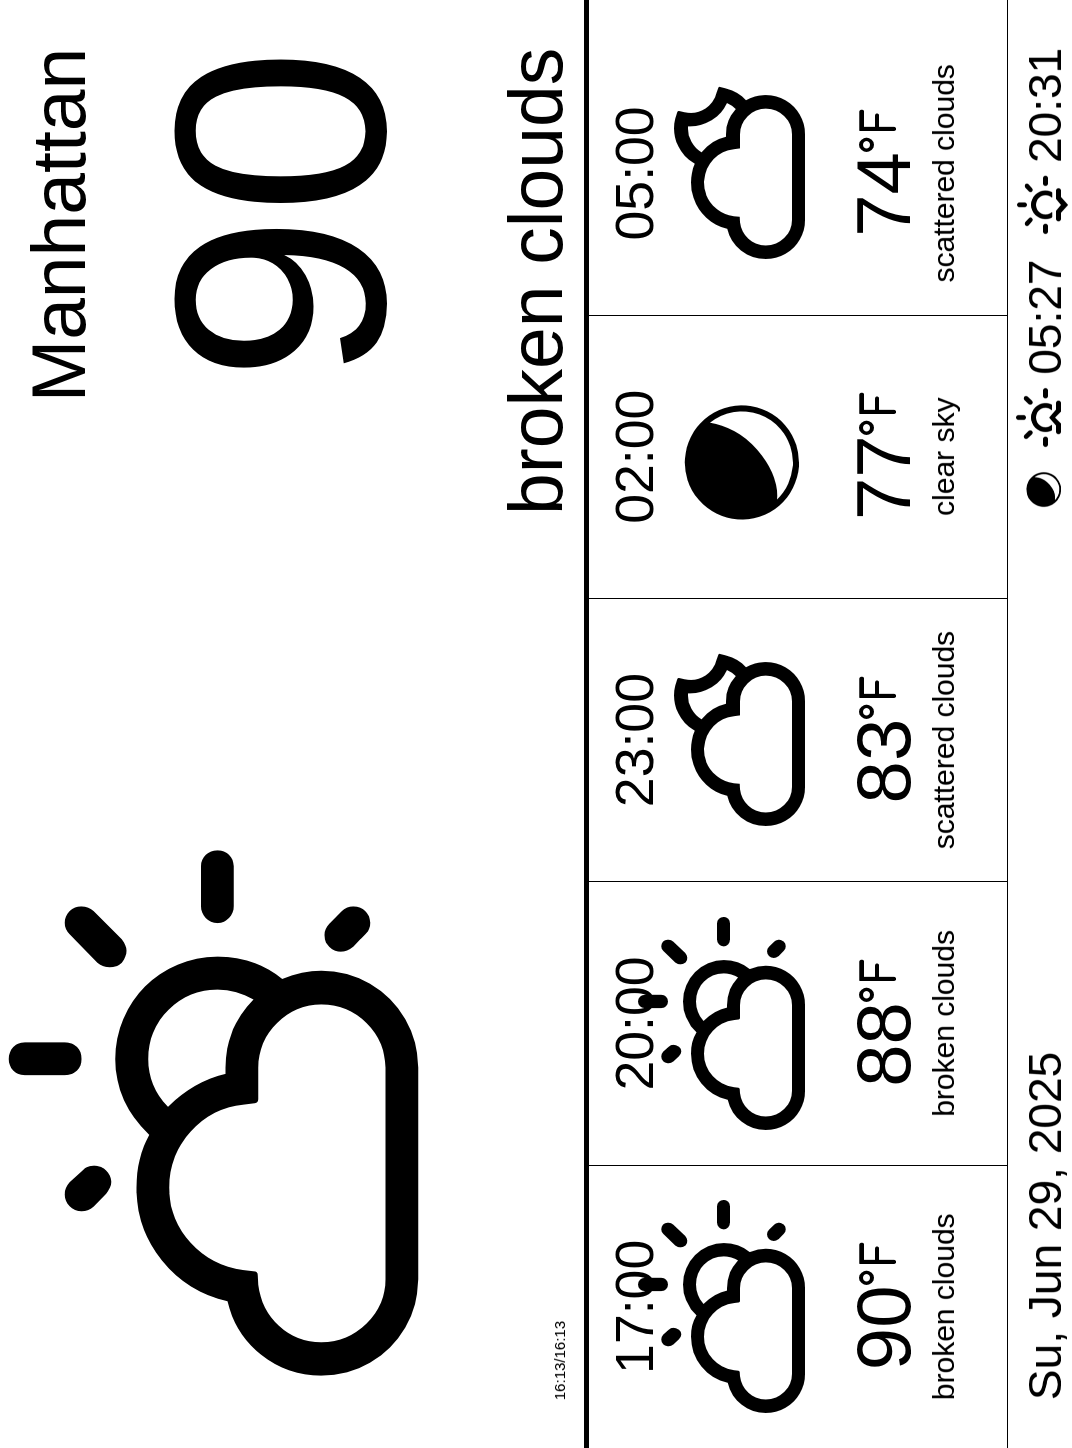 Manhattan
90
broken clouds
16:13/16:13
17:00 20:00 23:00 02:00 05:00
90°F 88°F 83°F 77°F 74°F
broken clouds broken clouds scattered clouds clear sky scattered clouds
Su, Jun 29, 2025 05:27 20:31